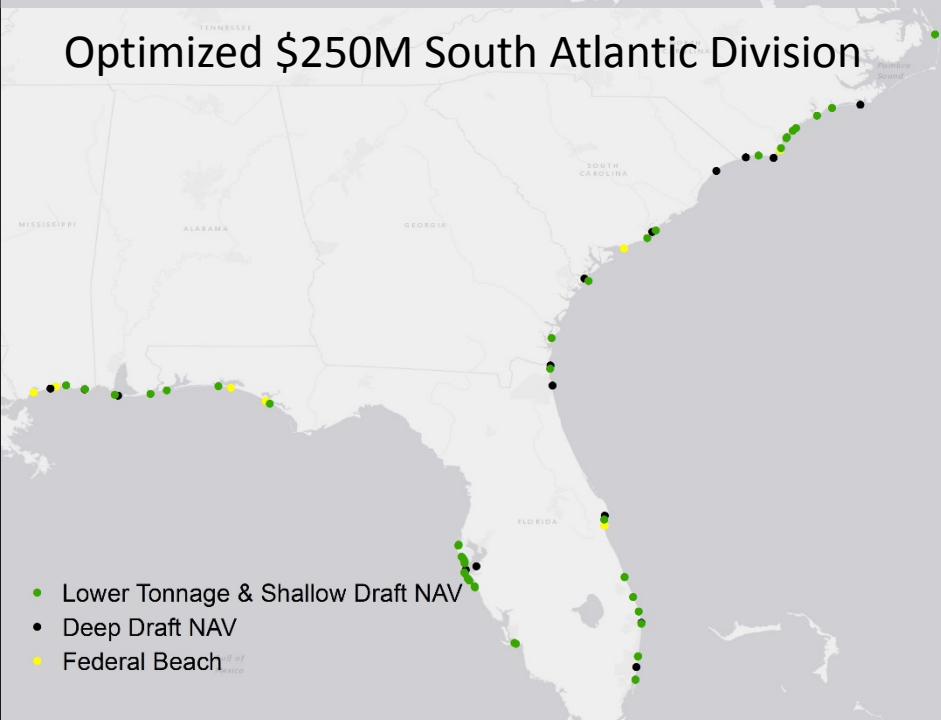 TENNESSEE
Optimized $250M South Atlantic Division
Sound
SOUTH
CAROLINA
MISSISSIPPI
ALABAMA
GEORGIA
FLORIDA
Lower Tonnage & Shallow Draft NAV
Deep Draft NAV
Federal Beach